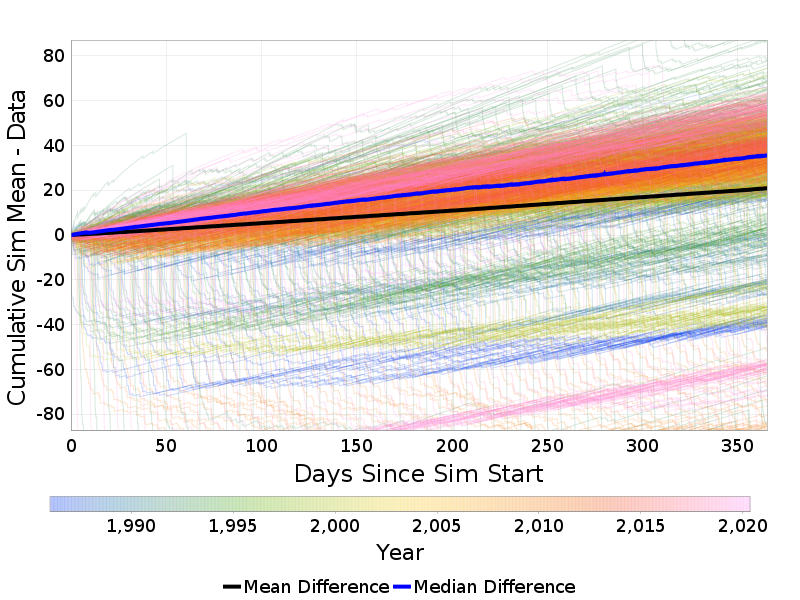 Cumulative Sim Mean - Data
80
60
40
20
0
-20
-40
-60
-80
0 50 100 150 200 250 300 350
Days Since Sim Start
1,990 1,995 2,000 2,005 2,010 2,015 2,020
Year
Mean Difference Median Difference